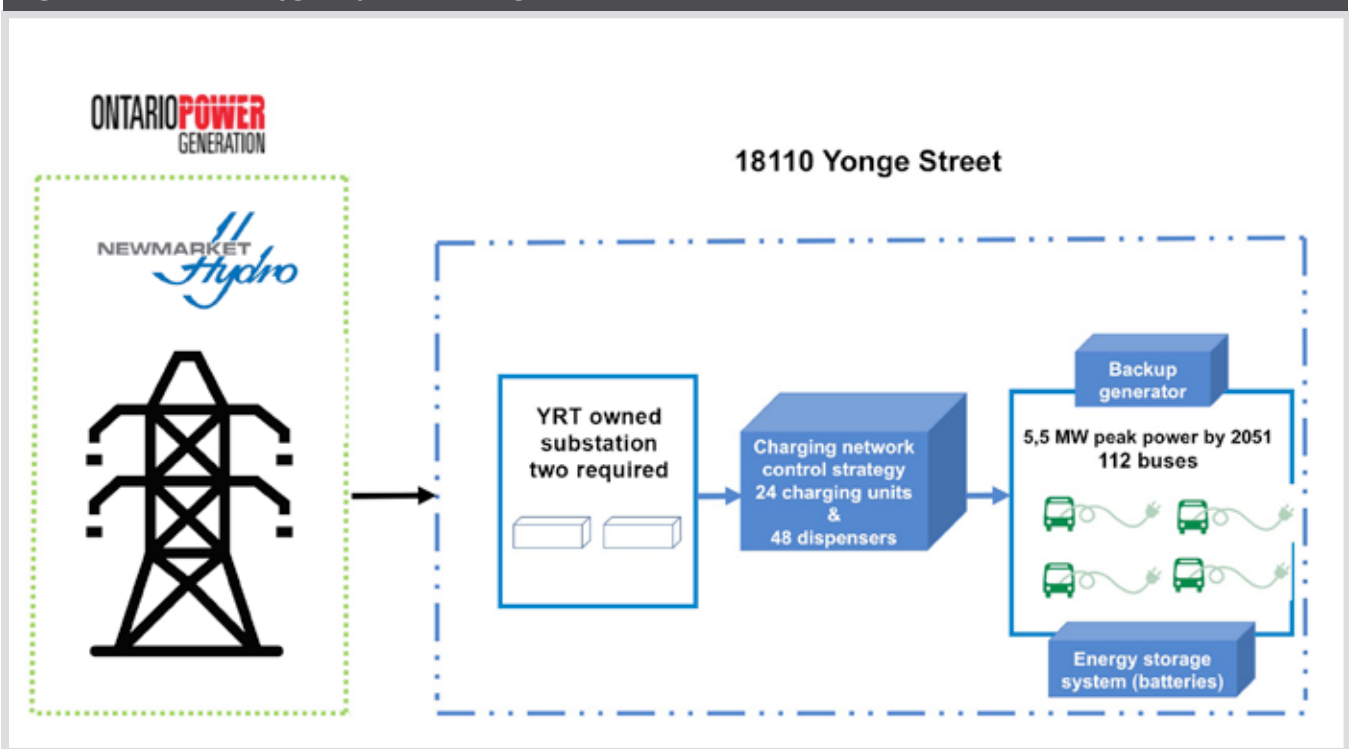 ONTARIOPOWER
GENERATION
18110 Yonge Street
NEWMARKET
Hydro
YRT owned
substation
two required
Charging network
control strategy
24 charging units
&
48 dispensers
Backup
generator
5,5 MW peak power by 2051
112 buses
Energy storage
system (batteries)